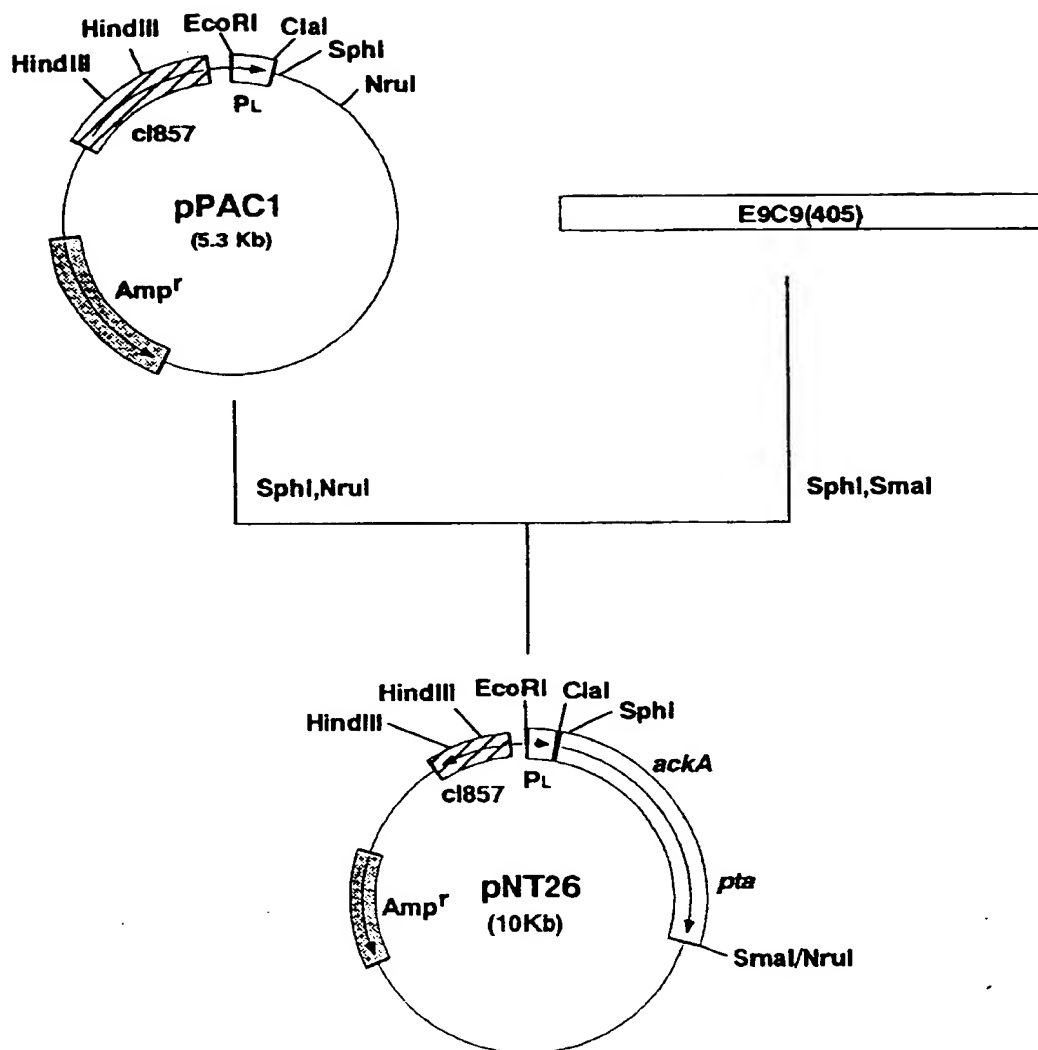 EcoRI
ClaI
HindIII
SphI
HindIII
NruI
PL
cI857
pPAC1
(5.3 Kb)
E9C9(405)
Ampr
SphI,NruI
SphI,SmaI
EcoRI
ClaI
HindIII
SphI
HindIII
ackA
PL
cI857
pta
pNT26
Ampr
(10Kb)
SmaI/NruI